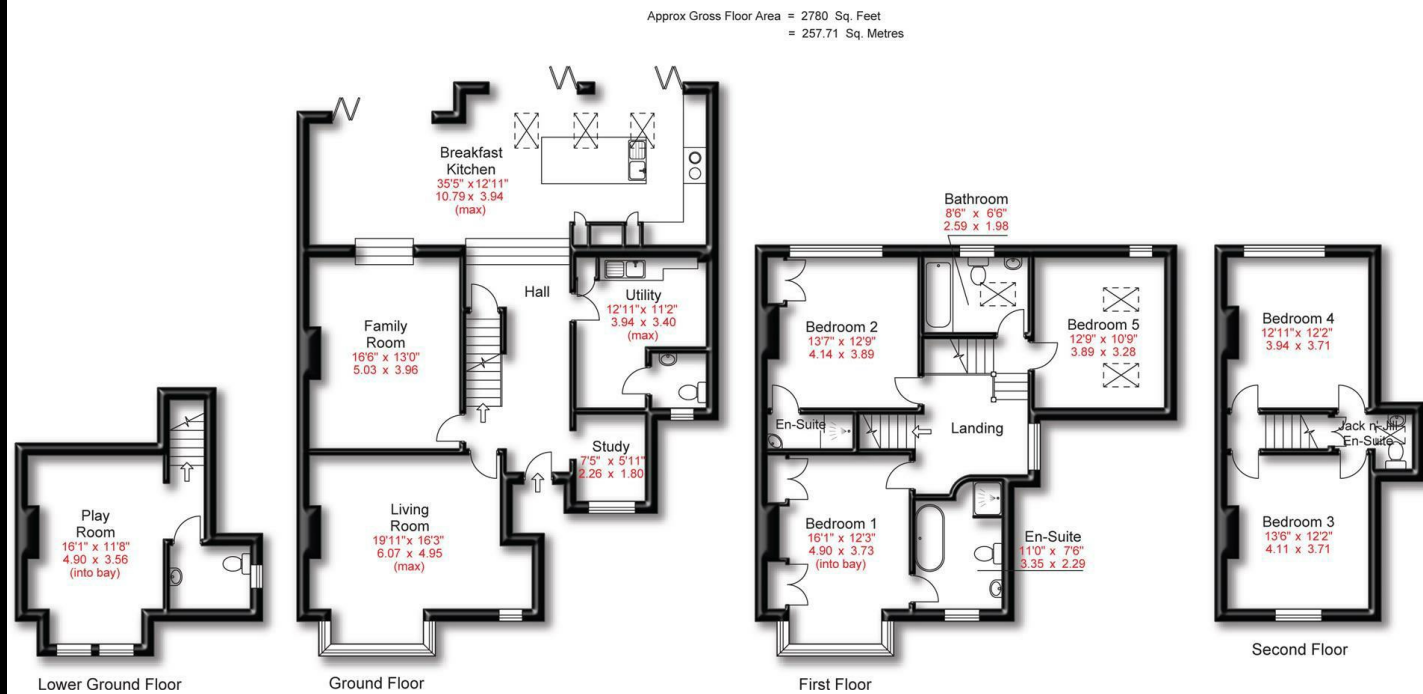 Approx Gross Floor Area = 2780 Sq. Feet
= 257.71 Sq. Metres
Play
Room
16'1" x 11'8"
4.90 x 3.56
(into bay)
Lower Ground Floor
Breakfast
Kitchen
35'5" x 12'11"
10.79 x 3.94
(max)
Hall
Utility
12'11" x 11'2"
3.94 x 3.40
(max)
Family
Room
16'6" x 13'0"
5.03 x 3.96
Study
7'5" x 5'11"
2.26 x 1.80
Living
Room
19'11" x 16'3"
6.07 x 4.95
(max)
Ground Floor
Bathroom
8'6" x 6'6"
2.59 x 1.98
Bedroom 2
13'7" x 12'9"
4.14 x 3.89
Bedroom 5
12'9" x 10'9"
3.89 x 3.28
En-Suite
Landing
Bedroom 1
16'1" x 12'3"
4.90 x 3.73
(into bay)
En-Suite
11'0" x 7'6"
3.35 x 2.29
First Floor
Bedroom 4
12'11" x 12'2"
3.94 x 3.71
Jack n Jill
En-Suite
Bedroom 3
13'6" x 12'2"
4.11 x 3.71
Second Floor